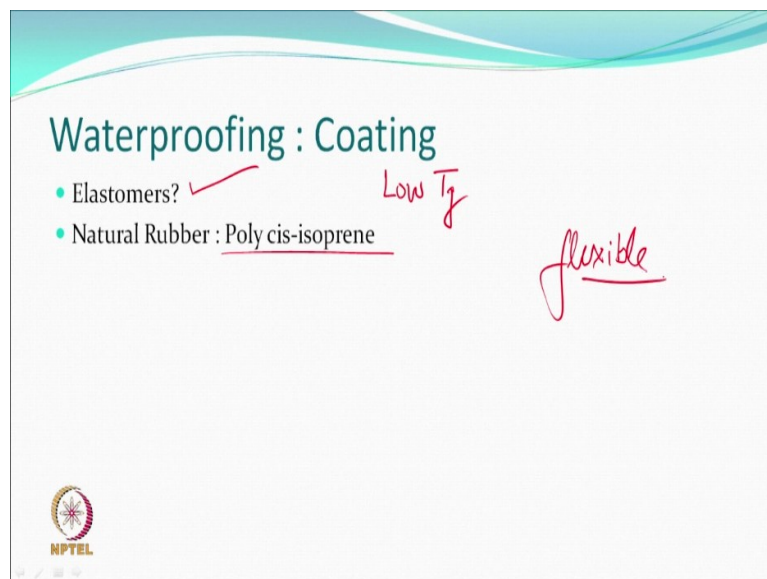 Waterproofing : Coating
Elastomers?
Low Tg
Natural Rubber : Poly cis-isoprene
flexible
NPTEL